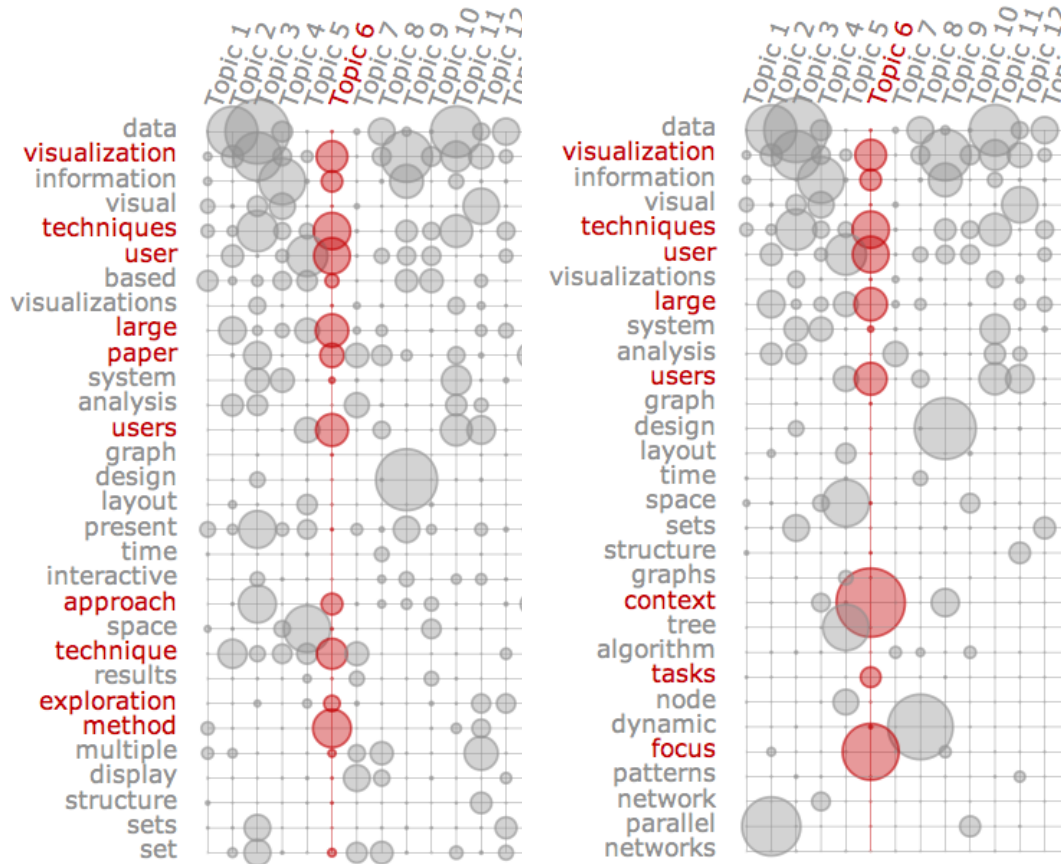 Topic 1
Topic 2
Topic 3
Topic 4
Topic 5
Topic 6
Topic 7
Topic 8
Topic 9
Topic 10
Topic 11
Topic 12
data
visualization
information
visual
techniques
user
based
visualizations
large
paper
system
analysis
users
graph
design
layout
present
time
interactive
approach
space
technique
results
exploration
method
multiple
display
structure
sets
set
Topic 1
Topic 2
Topic 3
Topic 4
Topic 5
Topic 6
Topic 7
Topic 8
Topic 9
Topic 10
Topic 11
Topic 12
data
visualization
information
visual
techniques
user
visualizations
large
system
analysis
users
graph
design
layout
time
space
sets
structure
graphs
context
tree
algorithm
tasks
node
dynamic
focus
patterns
network
parallel
networks